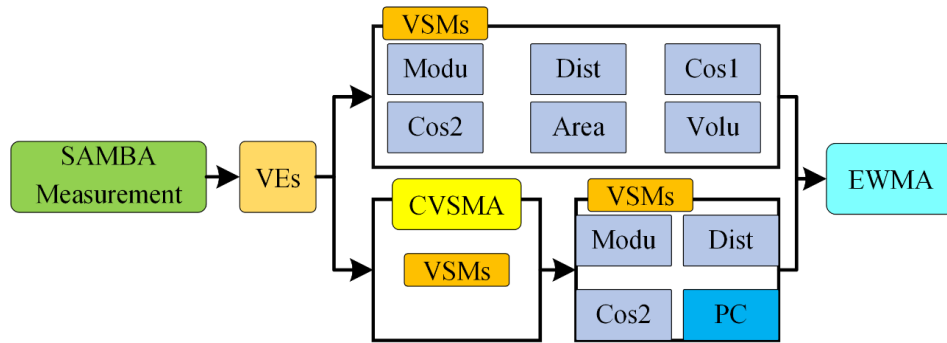 SAMBA
Measurement
VEs
VSMs
Modu
Dist
Cos1
Cos2
Area
Volu
CVSMA
VSMs
VSMs
Modu
Dist
Cos2
PC
EWMA